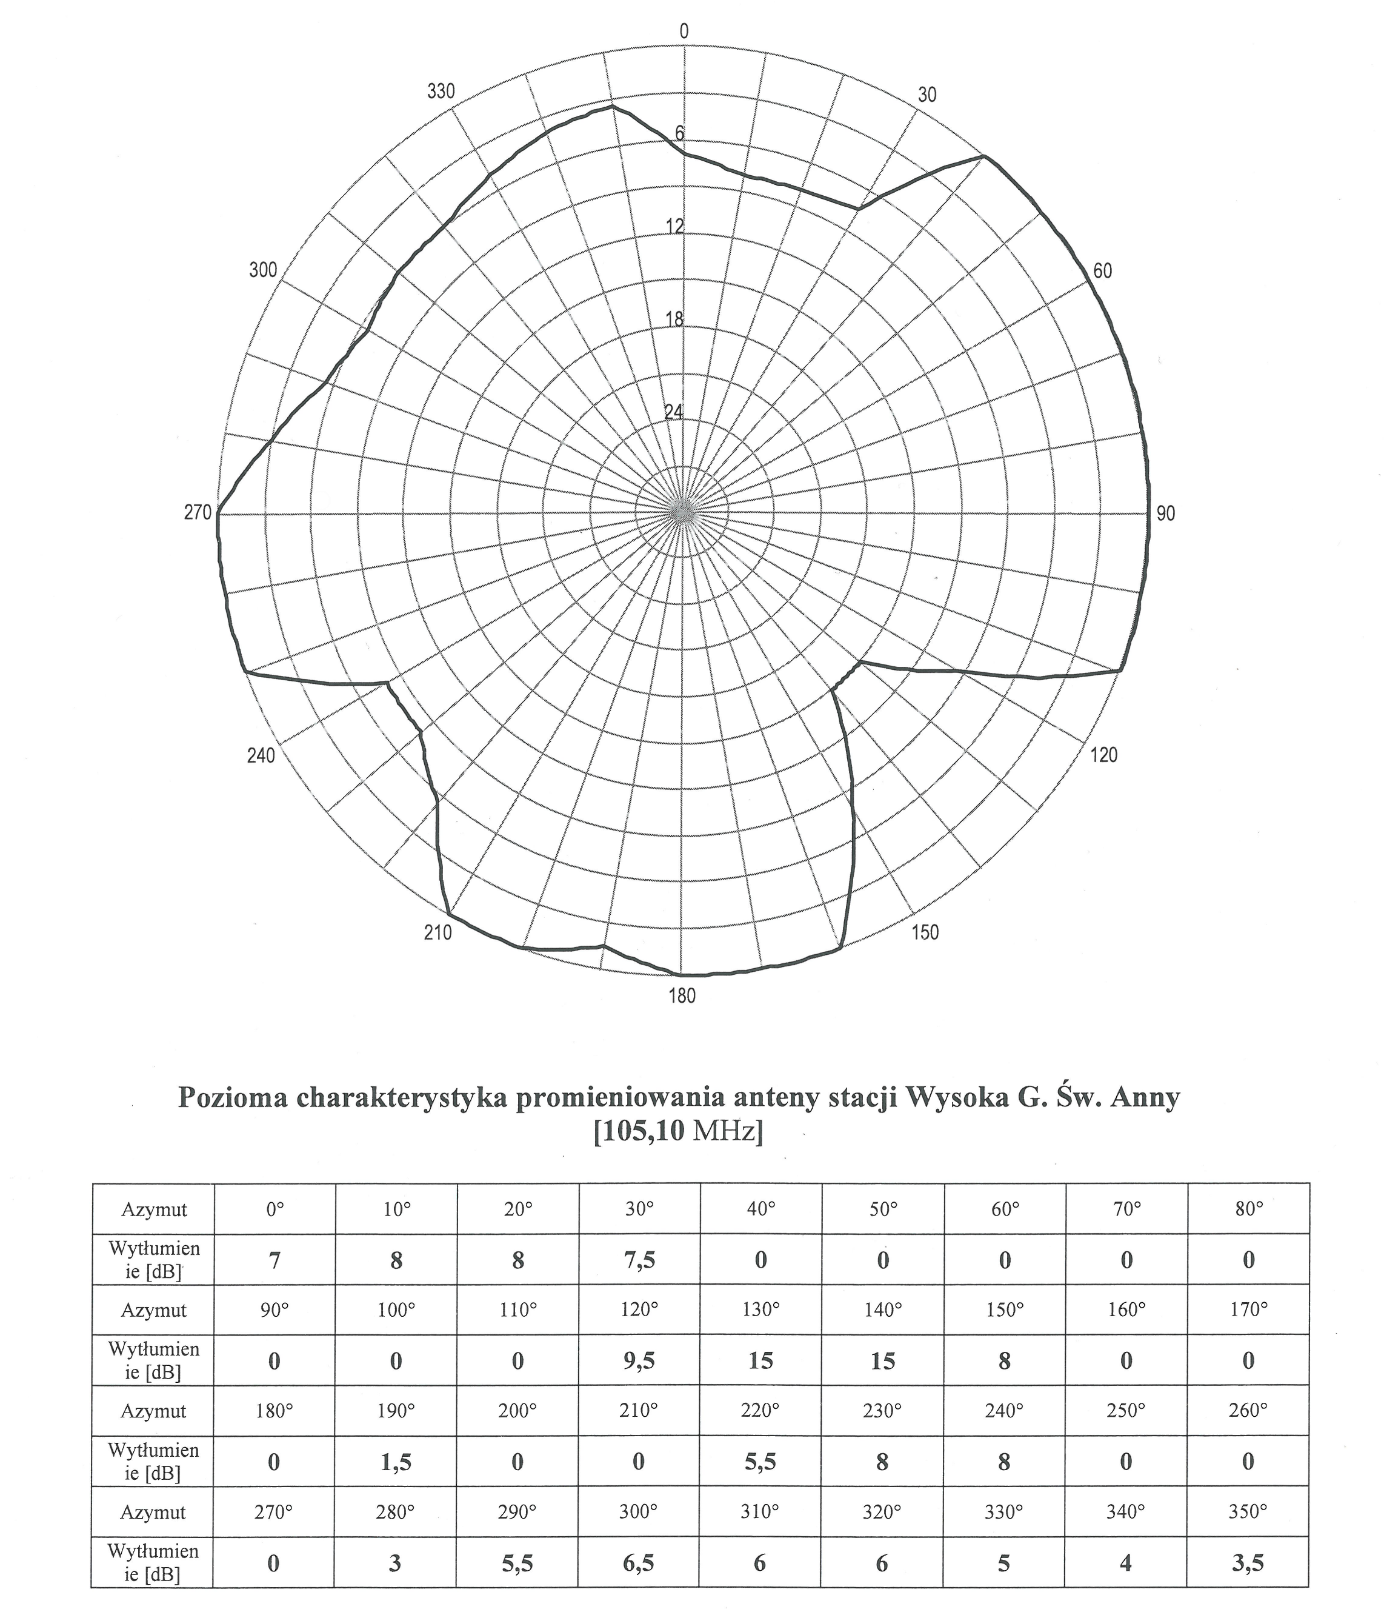 0
330
30
6
300
60
12
18
24
270
90
240
120
210
150
180
Pozioma charakterystyka promieniowania anteny stacji Wysoka G. Św. Anny
[105,10 MHz]
Azymut 0° 10° 20° 30° 40° 50° 60° 70° 80°
Wytłumien
ie [dB] 7 8 8 7,5 0 0 0 0 0
Azymut 90° 100° 110° 120° 130° 140° 150° 160° 170°
Wytłumien
ie [dB] 0 0 0 9,5 15 15 8 0 0
Azymut 180° 190° 200° 210° 220° 230° 240° 250° 260°
Wytłumien
ie [dB] 0 1,5 0 0 5,5 8 8 0 0
Azymut 270° 280° 290° 300° 310° 320° 330° 340° 350°
Wytłumien
ie [dB] 0 3 5,5 6,5 6 6 5 4 3,5